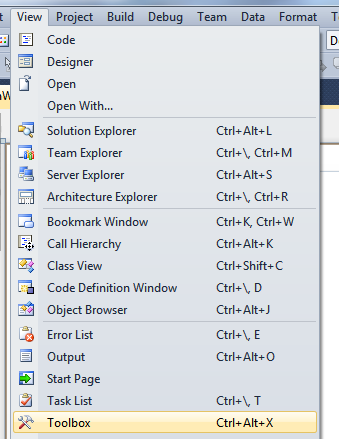 View Project Build Debug Team Data Format
Code
Designer
Open
Open With...
Solution Explorer Ctrl+Alt+L
Team Explorer Ctrl+\, Ctrl+M
Server Explorer Ctrl+Alt+S
Architecture Explorer Ctrl+\, Ctrl+R
Bookmark Window Ctrl+K, Ctrl+W
Call Hierarchy Ctrl+Alt+K
Class View Ctrl+Shift+C
Code Definition Window Ctrl+\, D
Object Browser Ctrl+Alt+J
Error List Ctrl+\, E
Output Ctrl+Alt+O
Start Page
Task List Ctrl+\, T
Toolbox Ctrl+Alt+X